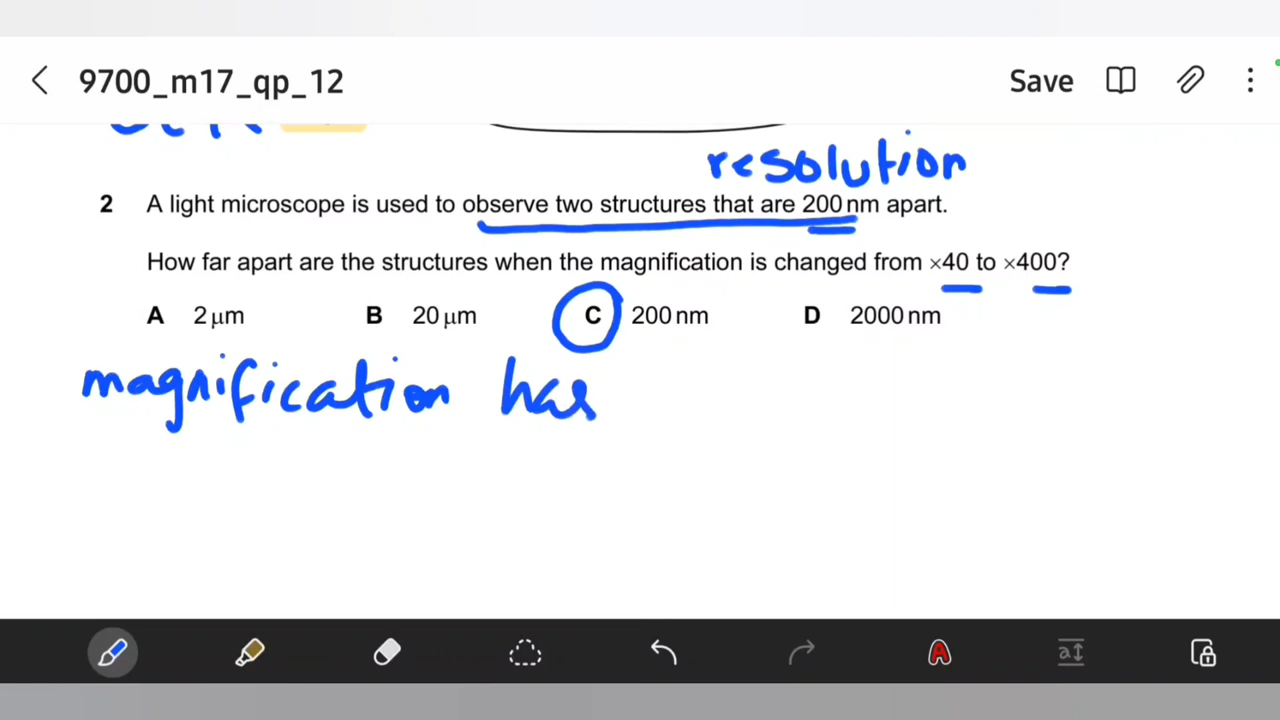 9700_m17_qp_12
Save
resolution
2 A light microscope is used to observe two structures that are 200 nm apart.
How far apart are the structures when the magnification is changed from ×40 to ×400?
A 2 μm B 20 μm C 200 nm D 2000 nm
magnification has
A a